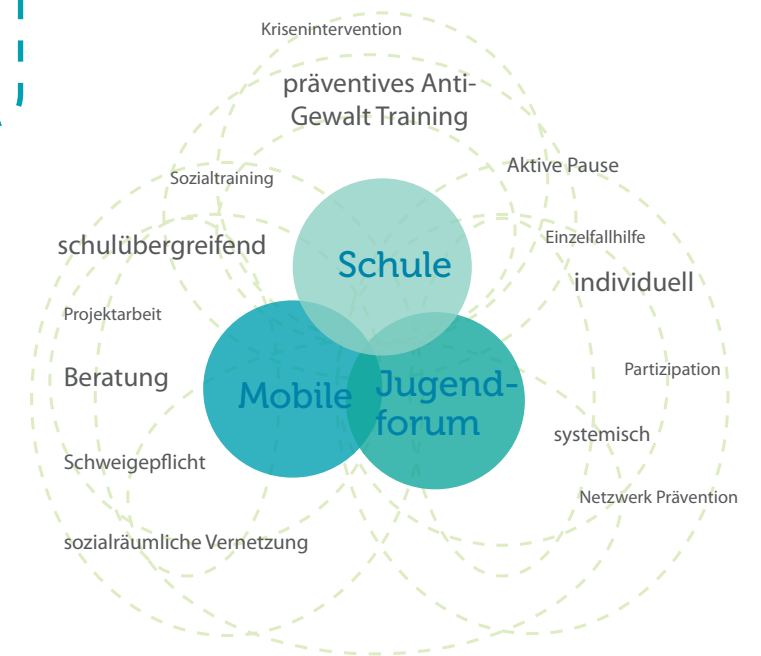 Krisenintervention
präventives Anti-
Gewalt Training
Aktive Pause
Sozialtraining
schulübergreifend
Einzelfallhilfe
Schule
individuell
Projektarbeit
Beratung
Partizipation
Mobile
Jugend-
forum
systemisch
Schweigepflicht
Netzwerk Prävention
sozialräumliche Vernetzung